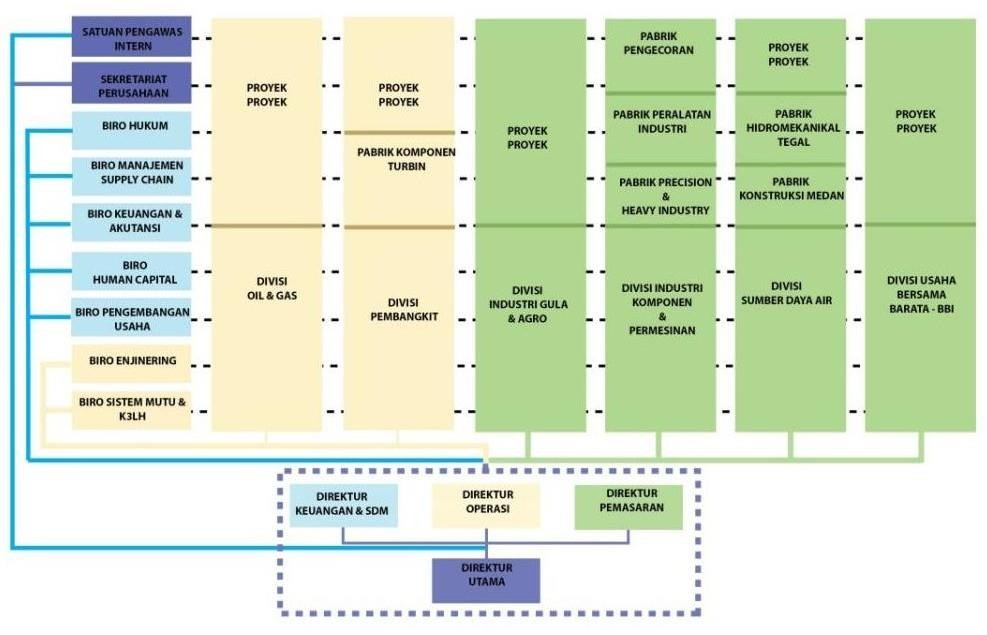 SATUAN PENGAWAS
INTERN
SEKRETARIAT
PERUSAHAAN
BIRO HUKUM
BIRO MANAJEMEN
SUPPLY CHAIN
BIRO KEUANGAN &
AKUTANSI
BIRO
HUMAN CAPITAL
BIRO PENGEMBANGAN
USAHA
BIRO ENJINERING
BIRO SISTEM MUTU &
K3LH
PROYEK
PROYEK
DIVISI
OIL & GAS
PROYEK
PROYEK
PABRIK KOMPONEN
TURBIN
DIVISI
PEMBANGKIT
PROYEK
PROYEK
DIVISI
INDUSTRI GULA
& AGRO
PABRIK
PENGECORAN
PABRIK PERALATAN
INDUSTRI
PABRIK PRECISION
&
HEAVY INDUSTRY
DIVISI INDUSTRI
KOMPONEN
&
PERMESINAN
PROYEK
PROYEK
PABRIK
HIDROMEKANIKAL
TEGAL
PABRIK
KONSTRUKSI MEDAN
DIVISI
SUMBER DAYA AIR
PROYEK
PROYEK
DIVISI USAHA
BERSAMA
BARATA - BBI
DIREKTUR
KEUANGAN & SDM
DIREKTUR
OPERASI
DIREKTUR
PEMASARAN
DIREKTUR
UTAMA